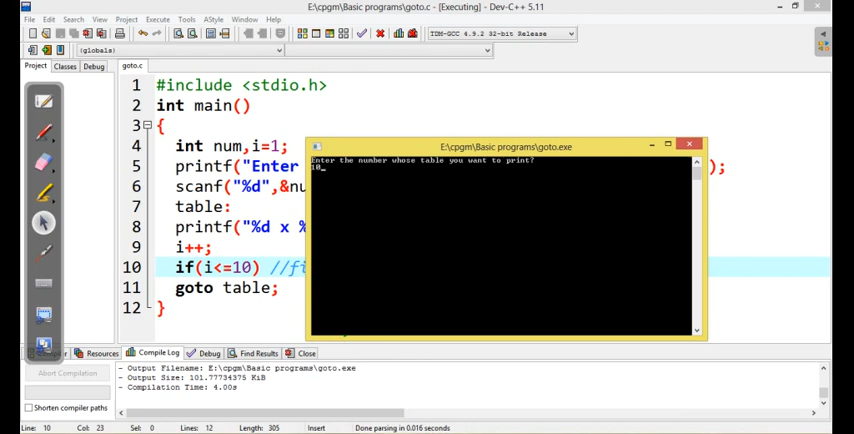 E:\cpgm\Basic programs\goto.c - [Executing] - Dev-C++ 5.11
File Edit Search View Project Execute Tools AStyle Window Help
TDM-GCC 4.9.2 32-bit Release
(globals)
Project Classes Debug
goto.c
1 #include <stdio.h>
2 int main()
3 {
4 int num,i=1;
5 printf("Enter );
6 scanf("%d",&nu
7 table:
8 printf("%d x %
9 i++;
10 if(i<=10) //fi
11 goto table;
12 }
E:\cpgm\Basic programs\goto.exe
Enter the number whose table you want to print?
10_
Resources Compile Log Debug Find Results Close
Abort Compilation
Shorten compiler paths
- Output Filename: E:\cpgm\Basic programs\goto.exe
- Output Size: 101.77734375 KiB
- Compilation Time: 4.00s
Line: 10 Col: 23 Sel: 0 Lines: 12 Length: 305 Insert Done parsing in 0.016 seconds